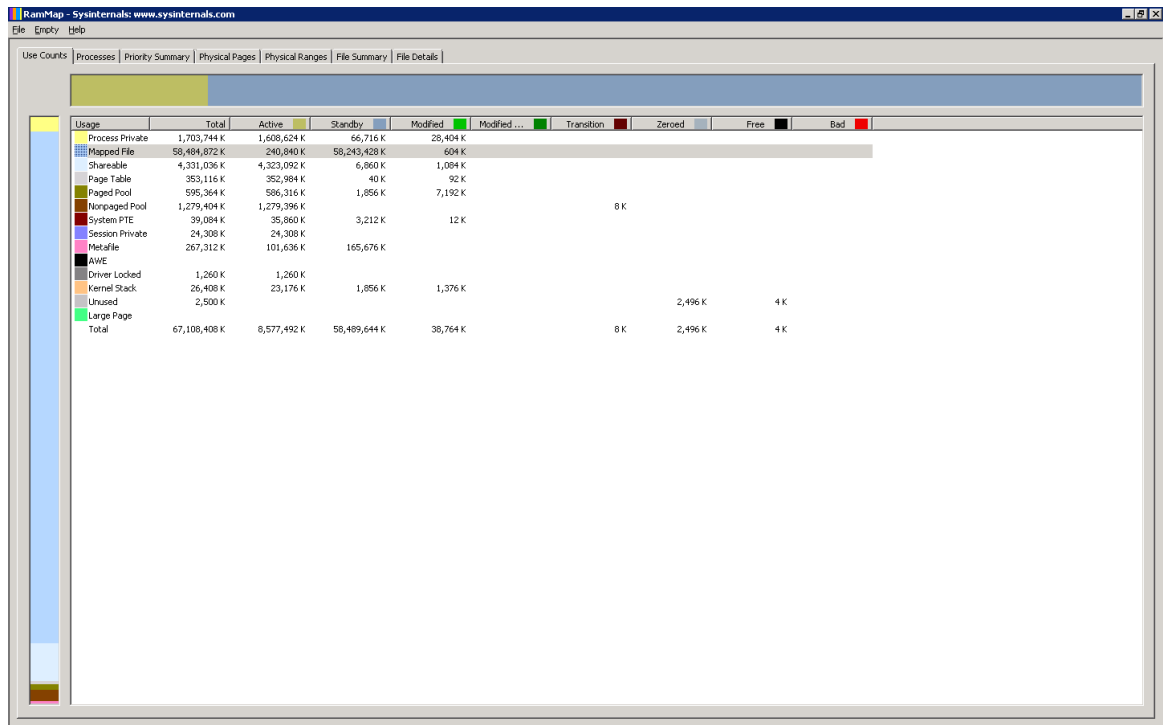 RamMap - Sysinternals: www.sysinternals.com
File Empty Help
Use Counts Processes Priority Summary Physical Pages Physical Ranges File Summary File Details
Usage Total Active Standby Modified Modified ... Transition Zeroed Free Bad
Process Private 1,703,744 K 1,608,624 K 66,716 K 28,404 K
Mapped File 58,484,872 K 240,840 K 58,243,428 K 604 K
Shareable 4,331,036 K 4,323,092 K 6,860 K 1,084 K
Page Table 353,116 K 352,984 K 40 K 92 K
Paged Pool 595,364 K 586,316 K 1,856 K 7,192 K
Nonpaged Pool 1,279,404 K 1,279,396 K 8 K
System PTE 39,084 K 35,860 K 3,212 K 12 K
Session Private 24,308 K 24,308 K
Metafile 267,312 K 101,636 K 165,676 K
AWE
Driver Locked 1,260 K 1,260 K
Kernel Stack 26,408 K 23,176 K 1,856 K 1,376 K
Unused 2,500 K 2,496 K 4 K
Large Page
Total 67,108,408 K 8,577,492 K 58,489,644 K 38,764 K 8 K 2,496 K 4 K